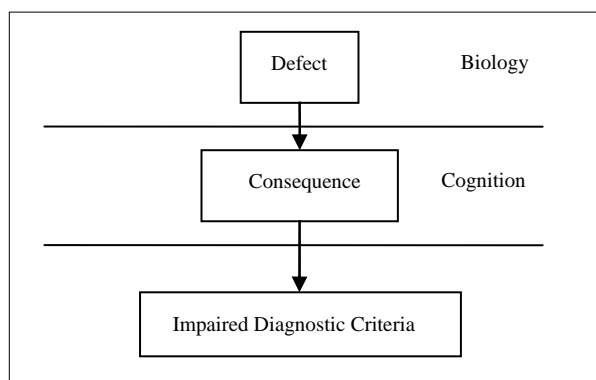 Defect
Biology
Consequence
Cognition
Impaired Diagnostic Criteria